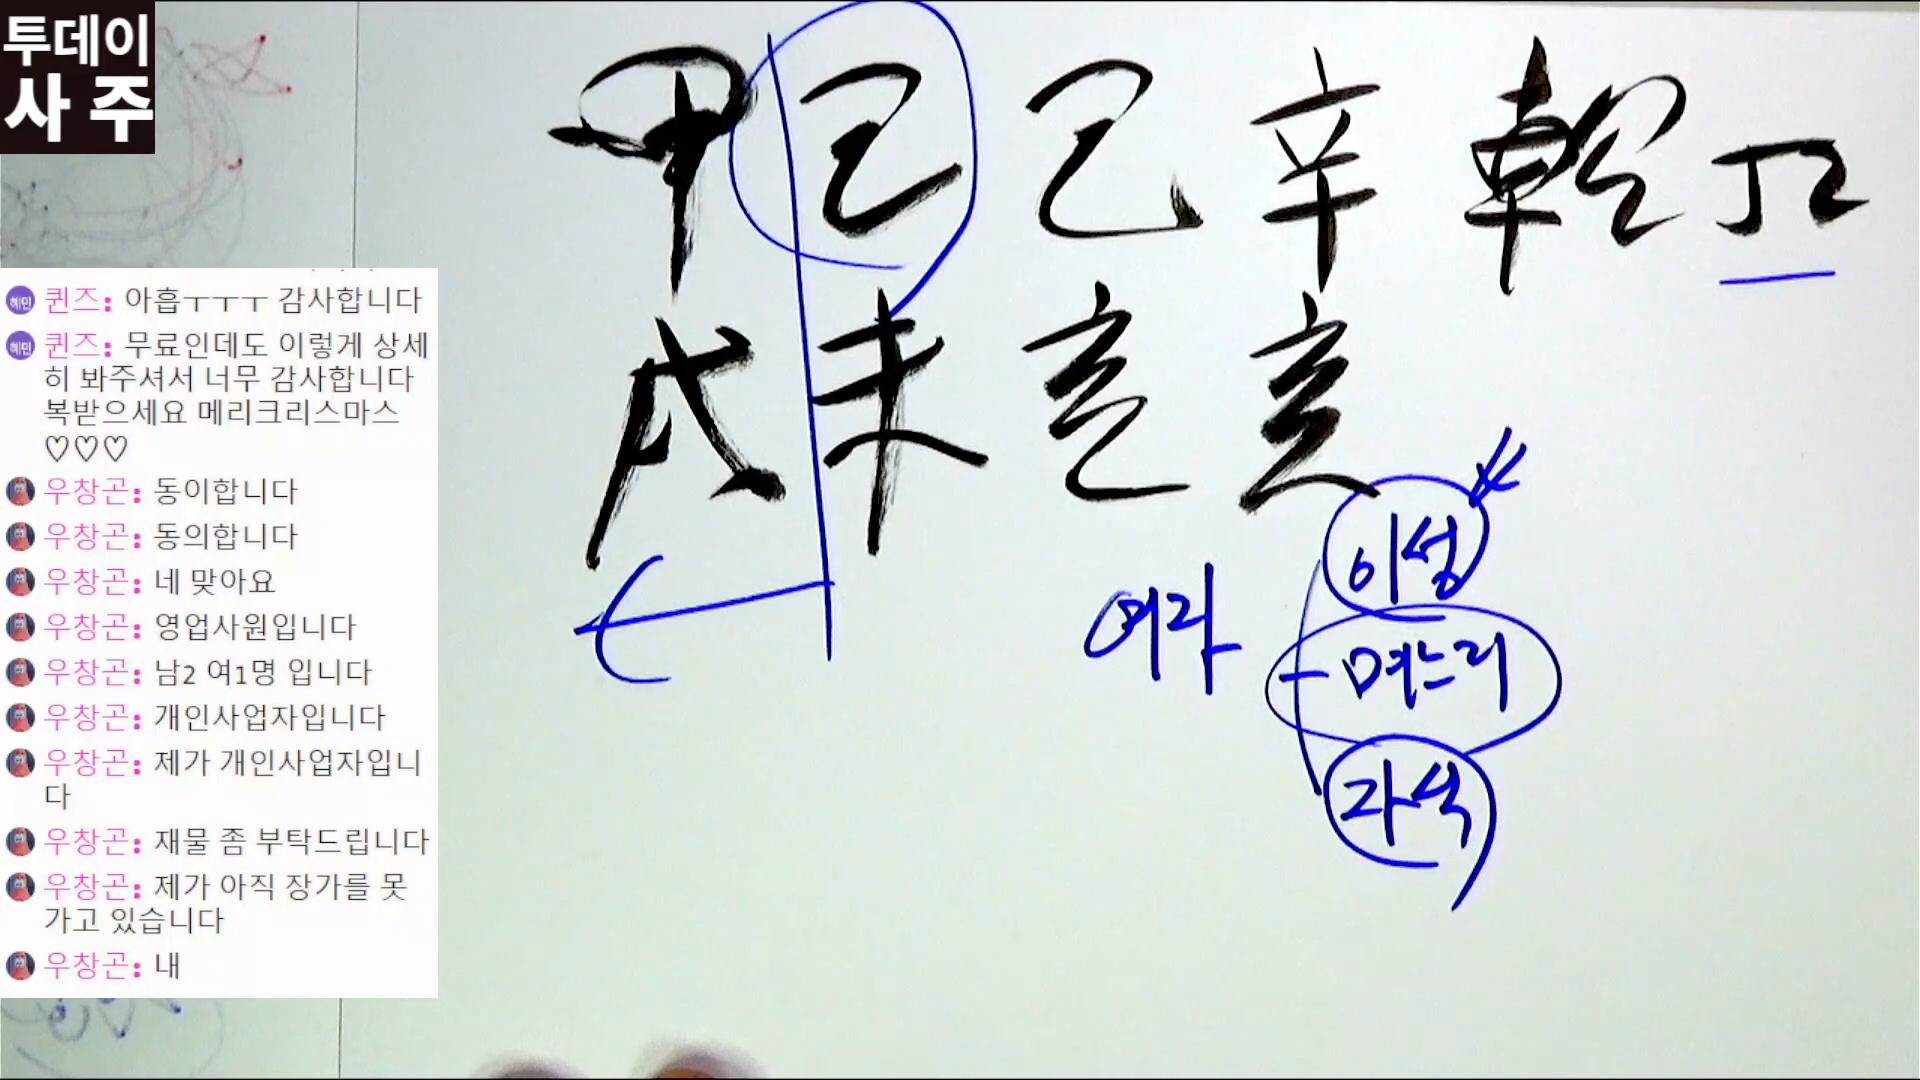 투데이
사주
甲己己辛乾52
戌未亥亥
이성
여자
며느리
자식
퀸즈: 아흡ㅜㅜㅜ 감사합니다
퀸즈: 무료인데도 이렇게 상세
히 봐주셔서 너무 감사합니다
복받으세요 메리크리스마스
♡♡♡
우창곤: 동이합니다
우창곤: 동의합니다
우창곤: 네 맞아요
우창곤: 영업사원입니다
우창곤: 남2 여1명 입니다
우창곤: 개인사업자입니다
우창곤: 제가 개인사업자입니
다
우창곤: 재물 좀 부탁드립니다
우창곤: 제가 아직 장가를 못
가고 있습니다
우창곤: 내